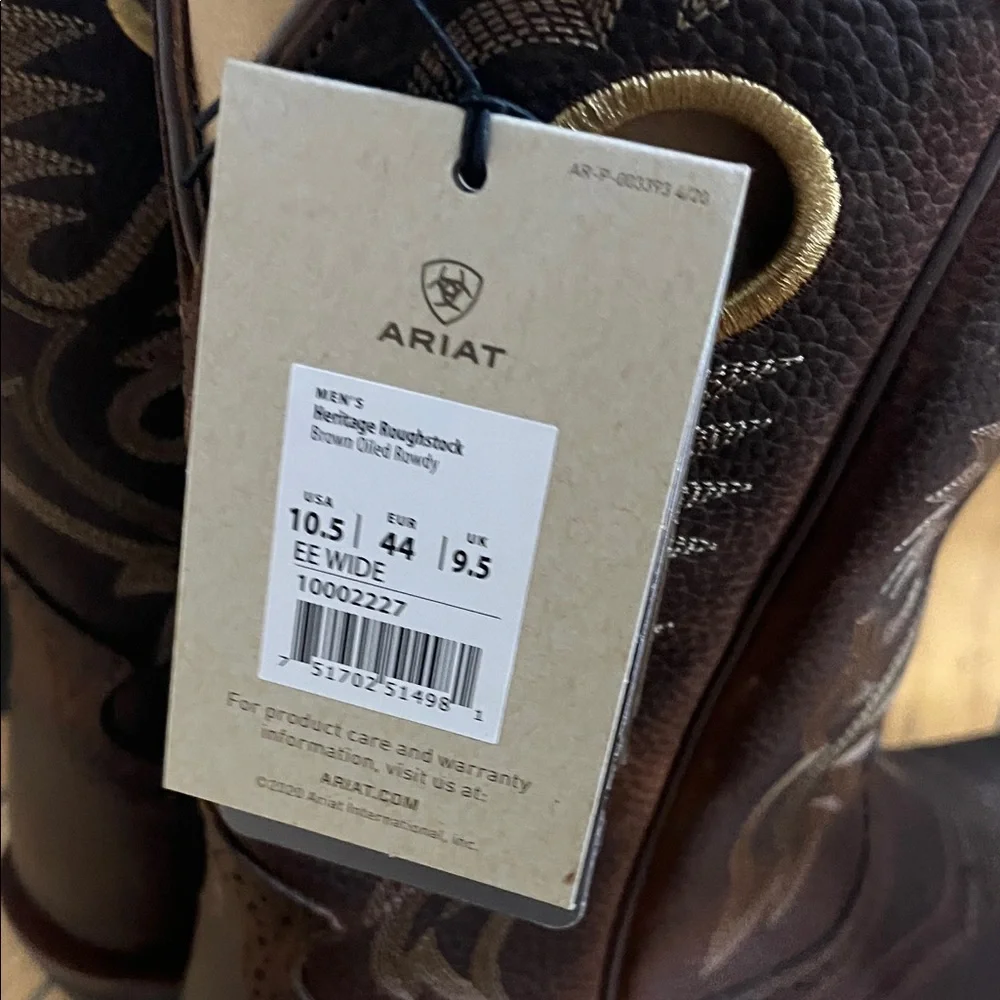 AR-P-003393 4/20
ARIAT
MEN'S
Heritage Roughstock
Brown Oiled Rowdy
USA EUR UK
10.5 | 44 | 9.5
EE WIDE
10002227
7 51702 51498 1
For product care and warranty
information, visit us at:
ARIAT.COM
©2020 Ariat International, Inc.